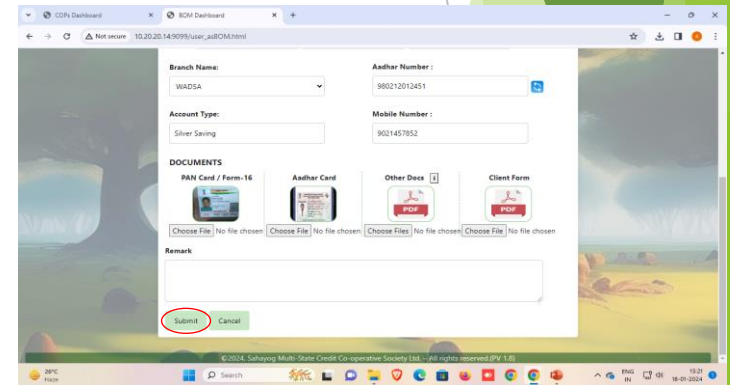 CDPs Dashboard
BOM Dashboard
Not secure 10.20.20.14:9099/user_asBOM.html
Branch Name:
Aadhar Number :
WADSA
980212012451
Account Type:
Mobile Number :
Silver Saving
9021457852
DOCUMENTS
PAN Card / Form-16
Aadhar Card
Other Docs
Client Form
PDF
PDF
Choose File No file chosen
Choose File No file chosen
Choose Files No file chosen
Choose File No file chosen
Remark
Submit
Cancel
©2024, Sahayog Multi-State Credit Co-operative Society Ltd. - All rights reserved.(PV 1.8)
26°C
Haze
Search
ENG
IN
13:21
18-01-2024